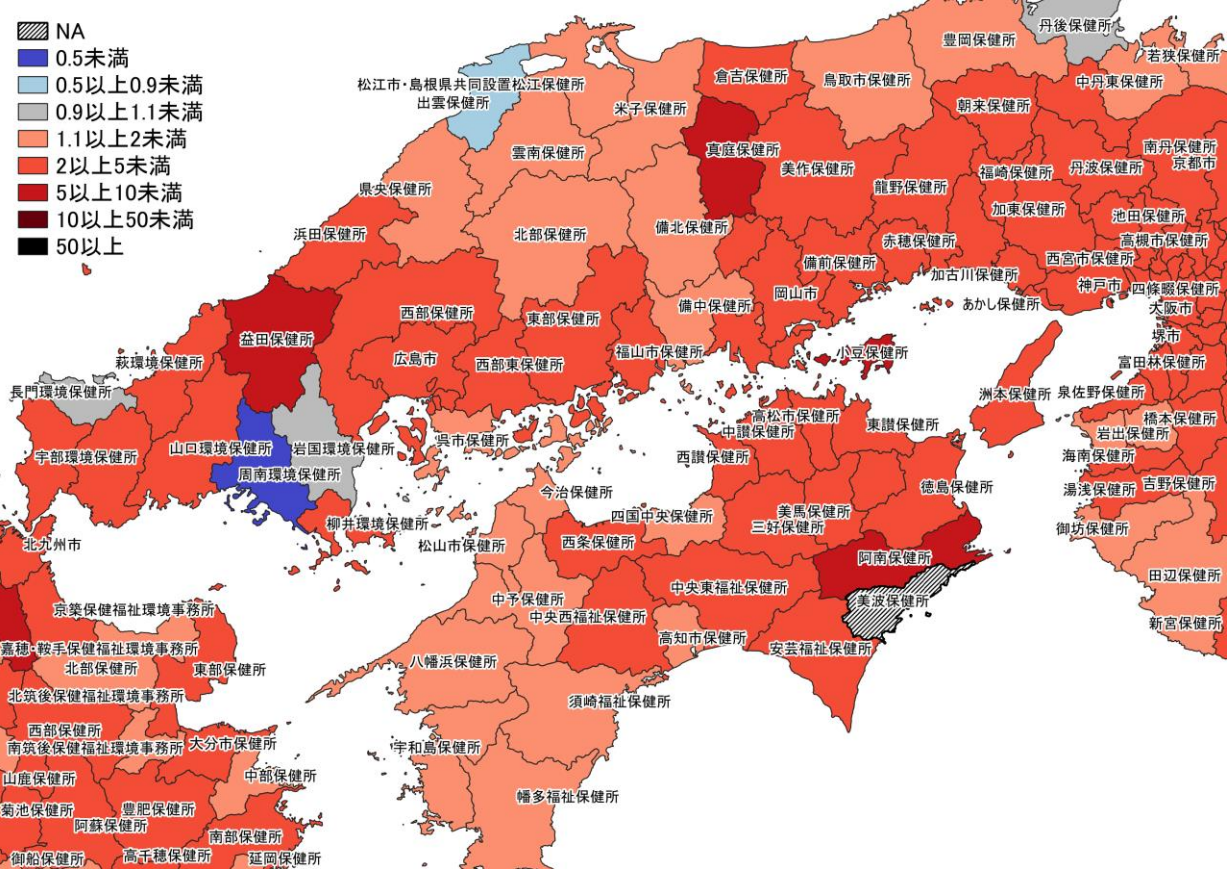 NA
0.5未満
0.5以上0.9未満
0.9以上1.1未満
1.1以上2未満
2以上5未満
5以上10未満
10以上50未満
50以上
丹後保健所
豊岡保健所
若狭保健所
倉吉保健所
鳥取市保健所
中丹東保健所
松江市・島根県共同設置松江保健所
出雲保健所
米子保健所
朝来保健所
雲南保健所
真庭保健所
美作保健所
南丹保健所
京都市
福崎保健所
丹波保健所
県央保健所
龍野保健所
加東保健所
池田保健所
浜田保健所
北部保健所
備北保健所
赤穂保健所
高槻市保健所
備前保健所
西宮市保健所
加古川保健所
神戸市
四條畷保健所
岡山市
備中保健所
あかし保健所
大阪市
西部保健所
東部保健所
益田保健所
堺市
広島市
西部東保健所
福山市保健所
小豆保健所
富田林保健所
萩環境保健所
長門環境保健所
洲本保健所
泉佐野保健所
高松市保健所
東讃保健所
橋本保健所
中讃保健所
岩出保健所
呉市保健所
山口環境保健所
岩国環境保健所
宇部環境保健所
西讃保健所
海南保健所
周南環境保健所
吉野保健所
徳島保健所
湯浅保健所
今治保健所
美馬保健所
四国中央保健所
三好保健所
柳井環境保健所
御坊保健所
北九州市
松山市保健所
西条保健所
阿南保健所
田辺保健所
中央東福祉保健所
美波保健所
中予保健所
京築保健福祉環境事務所
中央西福祉保健所
新宮保健所
高知市保健所
嘉穂・鞍手保健福祉環境事務所
安芸福祉保健所
北部保健所
東部保健所
八幡浜保健所
北筑後保健福祉環境事務所
須崎福祉保健所
西部保健所
大分市保健所
南筑後保健福祉環境事務所
宇和島保健所
山鹿保健所
中部保健所
幡多福祉保健所
菊池保健所
豊肥保健所
阿蘇保健所
南部保健所
御船保健所
高千穂保健所
延岡保健所